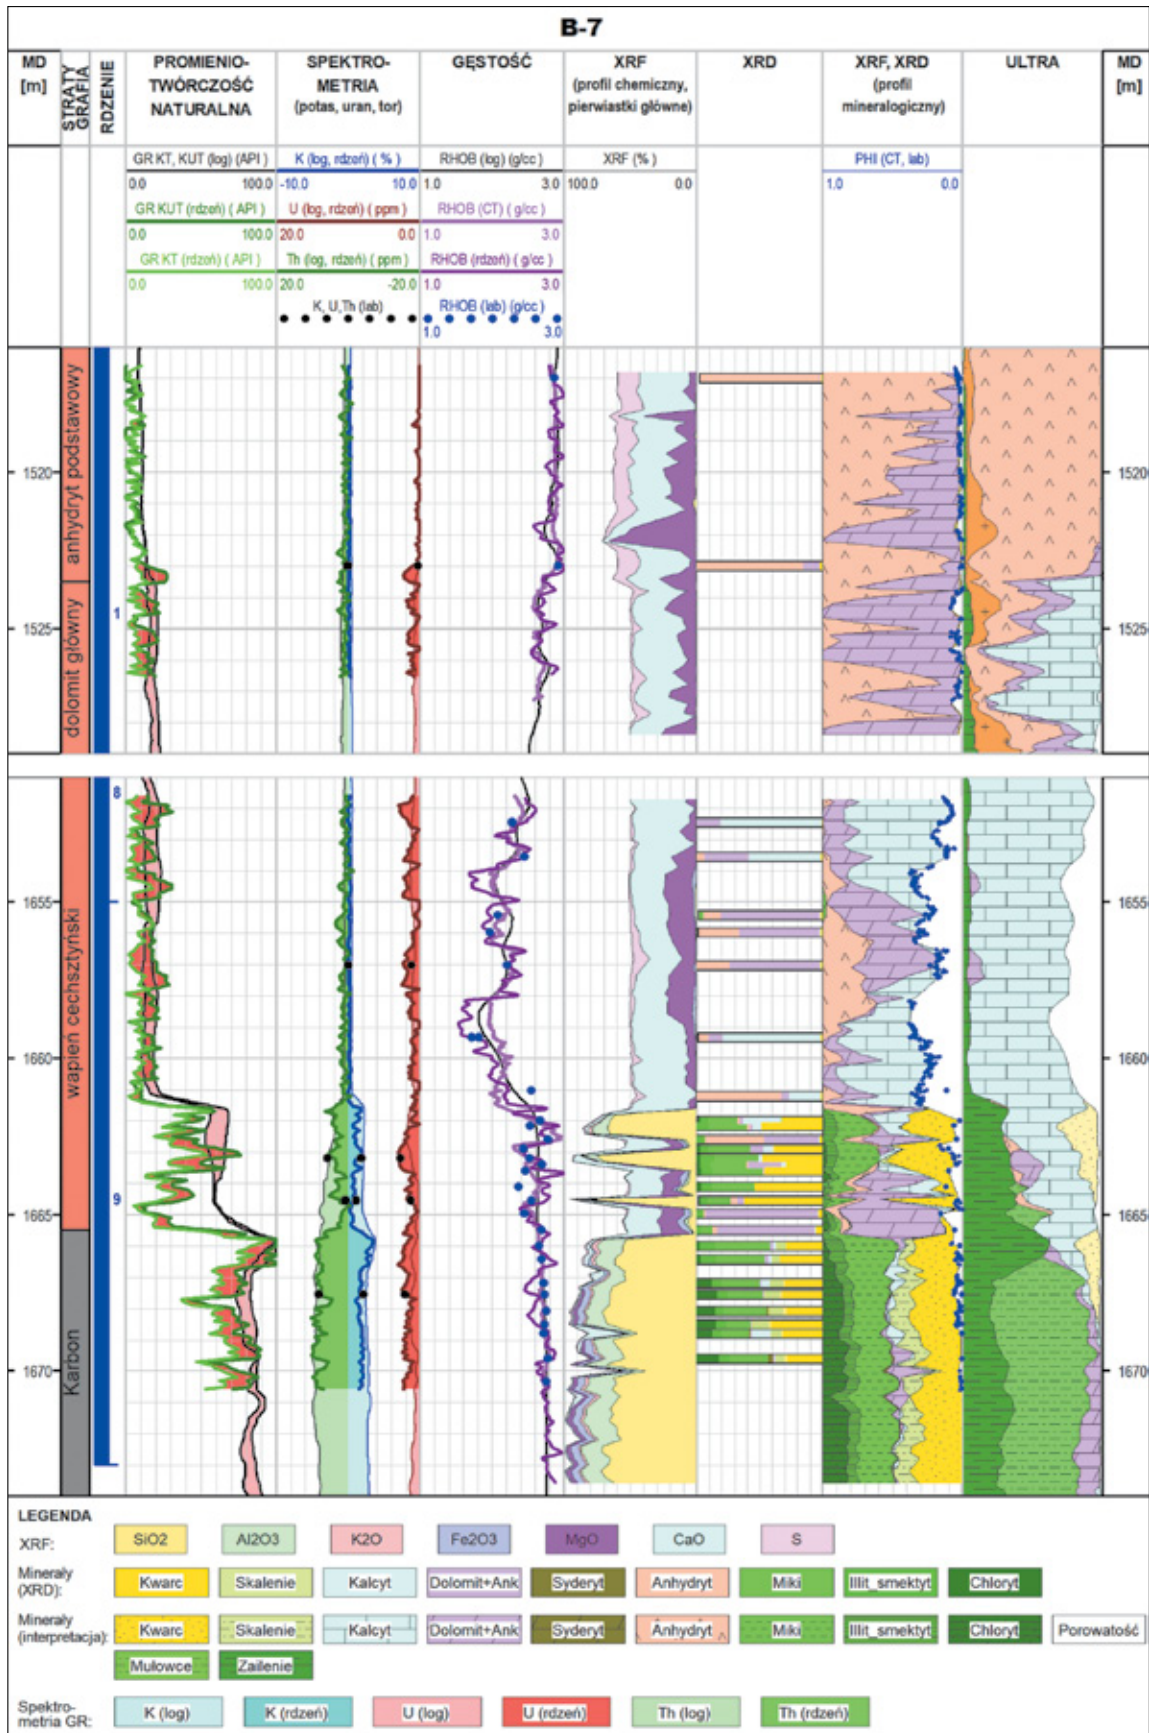 B-7
MD [m]
STRATY GRAFIA
RDZENIE
PROMIENIO-
TWÓRCZOŚĆ
NATURALNA
SPEKTRO-
METRIA
(potas, uran, tor)
GĘSTOŚĆ
XRF
(profil chemiczny,
pierwiastki główne)
XRD
XRF, XRD
(profil
mineralogiczny)
ULTRA
MD [m]
GR KT, KUT (log) (API)
0.0 100.0
GR KUT (rdzeń) ( API)
0.0 100.0
GR KT (rdzeń) ( API)
0.0 100.0
K (log, rdzeń) ( % )
-10.0 10.0
U (log, rdzeń) ( ppm )
20.0 0.0
Th (log, rdzeń) ( ppm )
20.0 -20.0
K, U,Th (lab)
RHOB (log) (g/cc)
1.0 3.0
RHOB (CT) ( g/cc)
1.0 3.0
RHOB (rdzeń) ( g/cc)
1.0 3.0
RHOB (lab) (g/cc)
1.0 3.0
XRF (%)
100.0 0.0
PHI (CT, lab)
1.0 0.0
anhydryt podstawowy
dolomit główny
1
1520 1520
1525 1525
wapień cechsztyński
Karbon
8
9
1655 1655
1660 1660
1665 1665
1670 1670
LEGENDA
XRF: SiO2 Al2O3 K2O Fe2O3 MgO CaO S
Minerały
(XRD): Kwarc Skalenie Kalcyt Dolomit+Ank Syderyt Anhydryt Miki Illit_smektyt Chloryt
Minerały
(interpretacja): Kwarc Skalenie Kalcyt Dolomit+Ank Syderyt Anhydryt Miki Illit_smektyt Chloryt Porowatość
Mułowce Zailenie
Spektro-
metria GR: K (log) K (rdzeń) U (log) U (rdzeń) Th (log) Th (rdzeń)